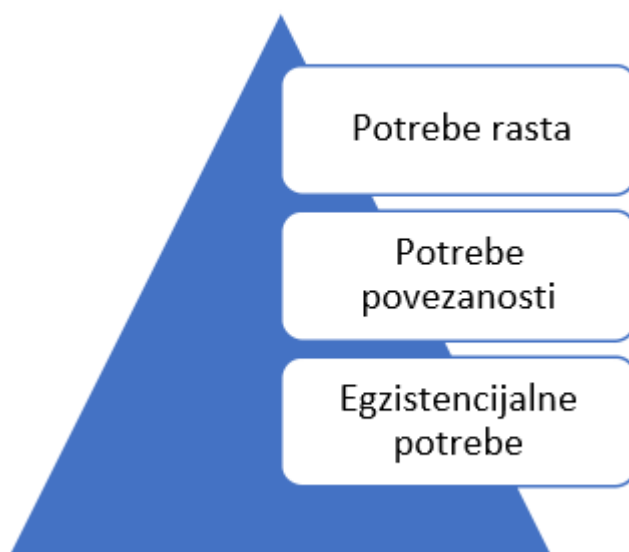 Potrebe rasta
Potrebe
povezanosti
Egzistencijalne
potrebe